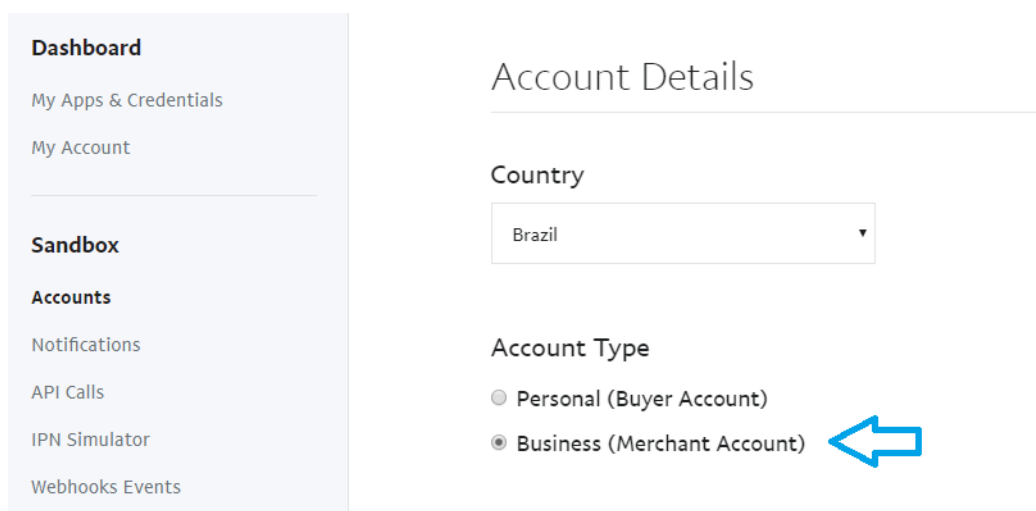 Dashboard
My Apps & Credentials
My Account
Sandbox
Accounts
Notifications
API Calls
IPN Simulator
Webhooks Events
Account Details
Country
Brazil
Account Type
Personal (Buyer Account)
Business (Merchant Account)